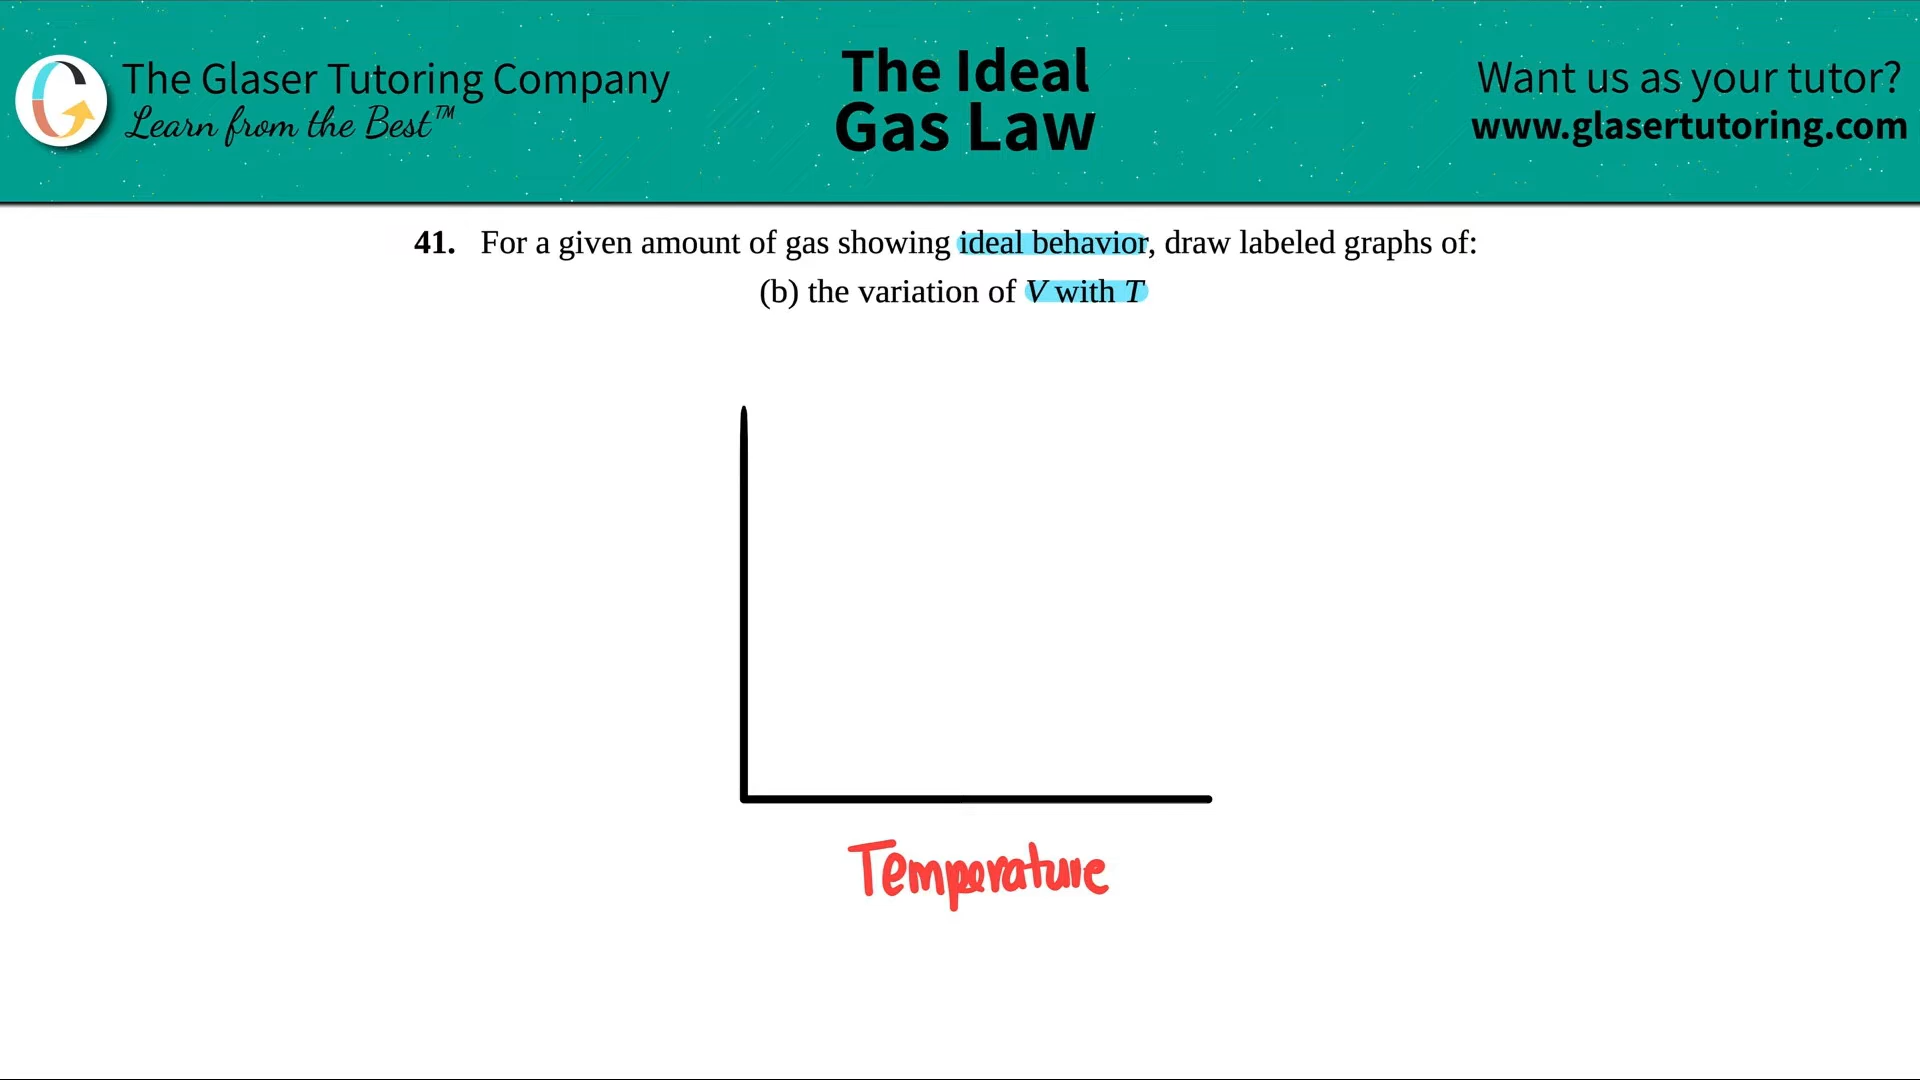 The Glaser Tutoring Company
Learn from the Best™
The Ideal
Gas Law
Want us as your tutor?
www.glasertutoring.com
41. For a given amount of gas showing ideal behavior, draw labeled graphs of:
(b) the variation of V with T
Temperature